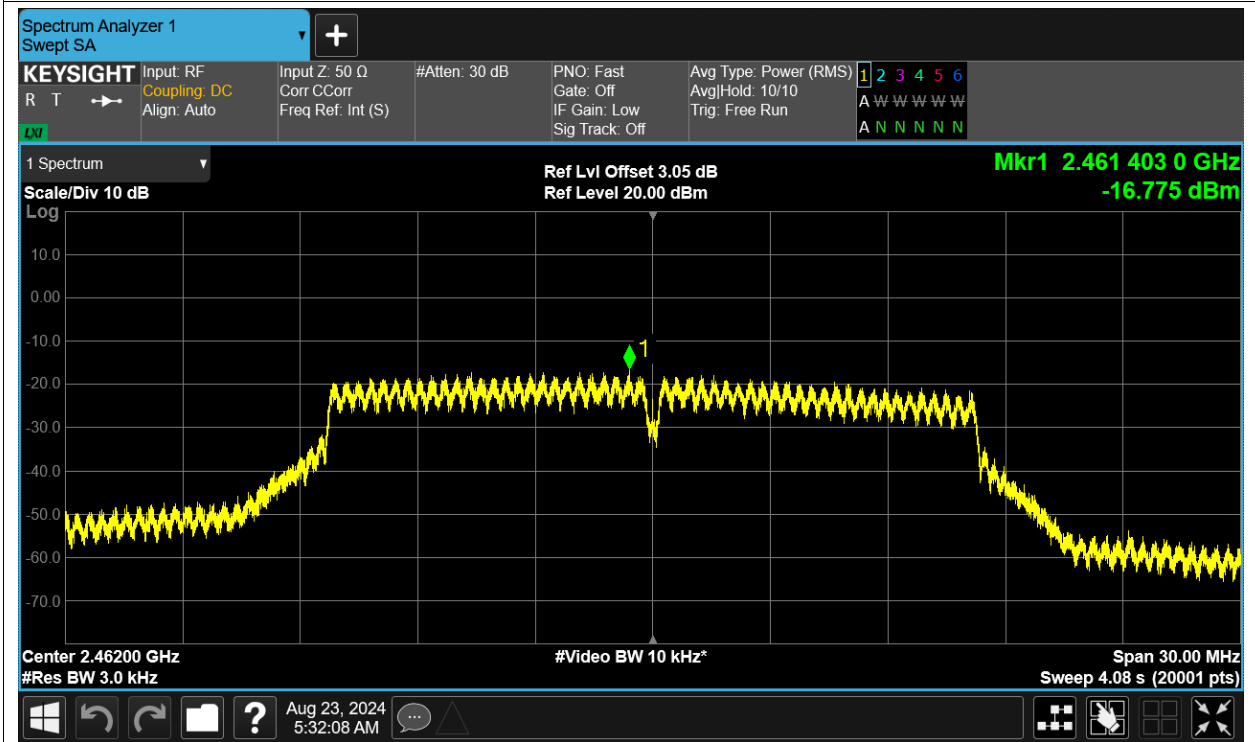 Spectrum Analyzer 1
Swept SA
+
KEYSIGHT
R T
LXI
Input: RF
Coupling: DC
Align: Auto
Input Z: 50 Ω
Corr CCorr
Freq Ref: Int (S)
#Atten: 30 dB
PNO: Fast
Gate: Off
IF Gain: Low
Sig Track: Off
Avg Type: Power (RMS)
Avg|Hold: 10/10
Trig: Free Run
1 2 3 4 5 6
A W W W W W
A N N N N N
1 Spectrum
Scale/Div 10 dB
Log
Ref Lvl Offset 3.05 dB
Ref Level 20.00 dBm
Mkr1 2.461 403 0 GHz
-16.775 dBm
10.0
0.00
-10.0
-20.0
-30.0
-40.0
-50.0
-60.0
-70.0
1
Center 2.46200 GHz
#Res BW 3.0 kHz
#Video BW 10 kHz*
Span 30.00 MHz
Sweep 4.08 s (20001 pts)
?
Aug 23, 2024
5:32:08 AM